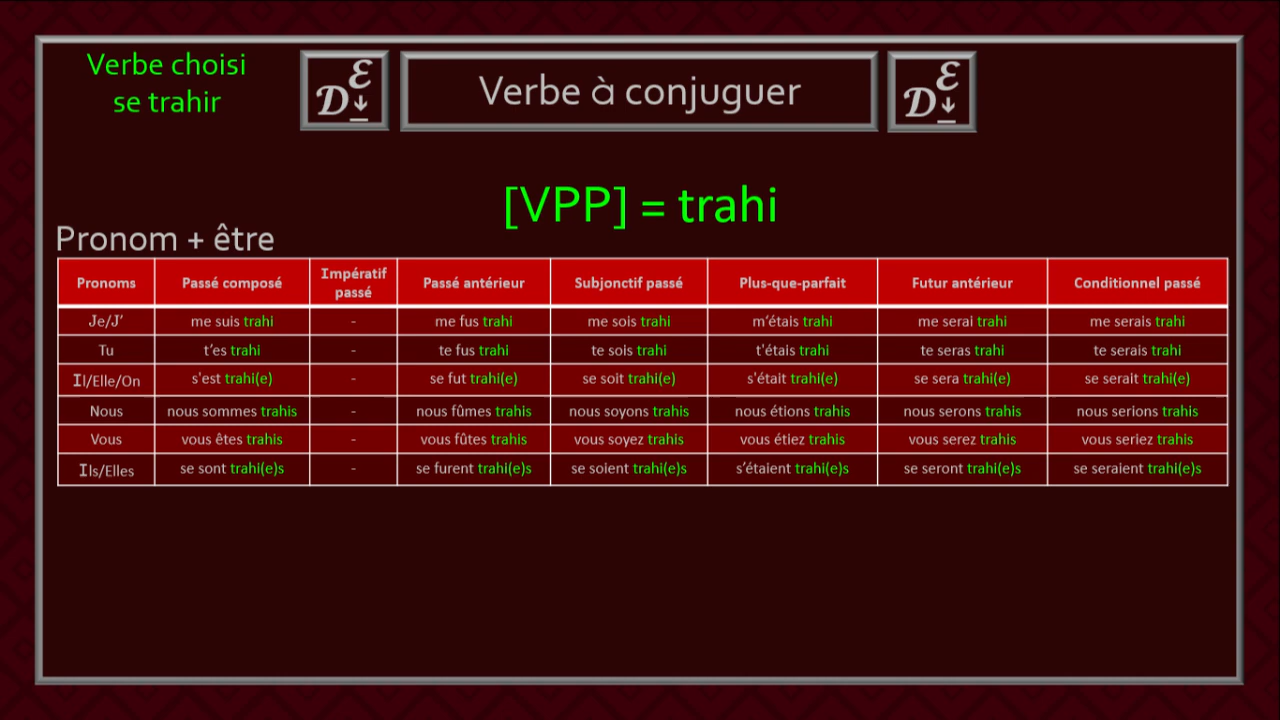 Verbe choisi
se trahir
Verbe à conjuguer
[VPP] = trahi
Pronom + être
Pronoms Passé composé Impératif passé Passé antérieur Subjonctif passé Plus-que-parfait Futur antérieur Conditionnel passé
Je/J’ me suis trahi - me fus trahi me sois trahi m’étais trahi me serai trahi me serais trahi
Tu t’es trahi - te fus trahi te sois trahi t'étais trahi te seras trahi te serais trahi
Il/Elle/On s'est trahi(e) - se fut trahi(e) se soit trahi(e) s'était trahi(e) se sera trahi(e) se serait trahi(e)
Nous nous sommes trahis - nous fûmes trahis nous soyons trahis nous étions trahis nous serons trahis nous serions trahis
Vous vous êtes trahis - vous fûtes trahis vous soyez trahis vous étiez trahis vous serez trahis vous seriez trahis
Ils/Elles se sont trahi(e)s - se furent trahi(e)s se soient trahi(e)s s’étaient trahi(e)s se seront trahi(e)s se seraient trahi(e)s